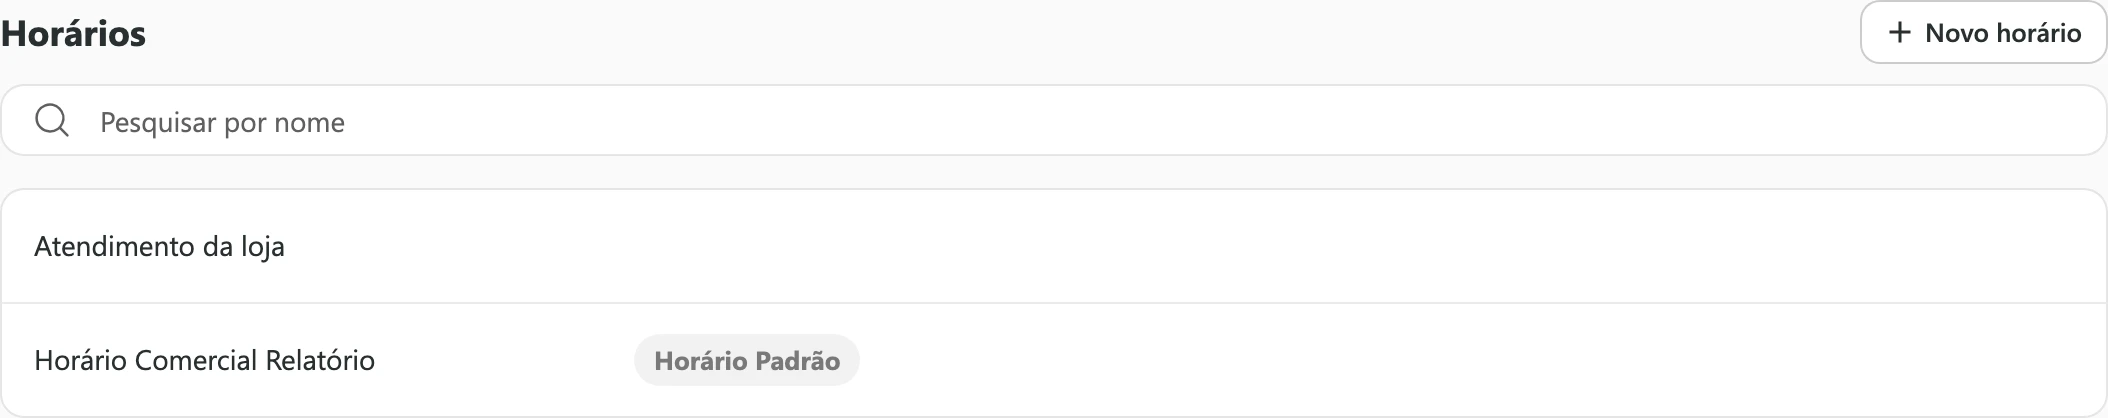 Horários
Novo horário
Pesquisar por nome
Atendimento da loja
Horário Comercial Relatório
Horário Padrão